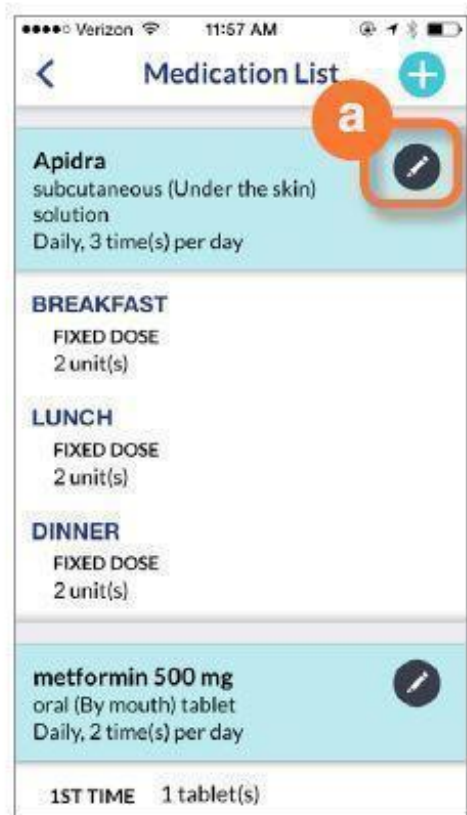 Verizon 11:57 AM
Medication List
a
Apidra
subcutaneous (Under the skin)
solution
Daily, 3 time(s) per day
BREAKFAST
FIXED DOSE
2 unit(s)
LUNCH
FIXED DOSE
2 unit(s)
DINNER
FIXED DOSE
2 unit(s)
metformin 500 mg
oral (By mouth) tablet
Daily, 2 time(s) per day
1ST TIME 1 tablet(s)